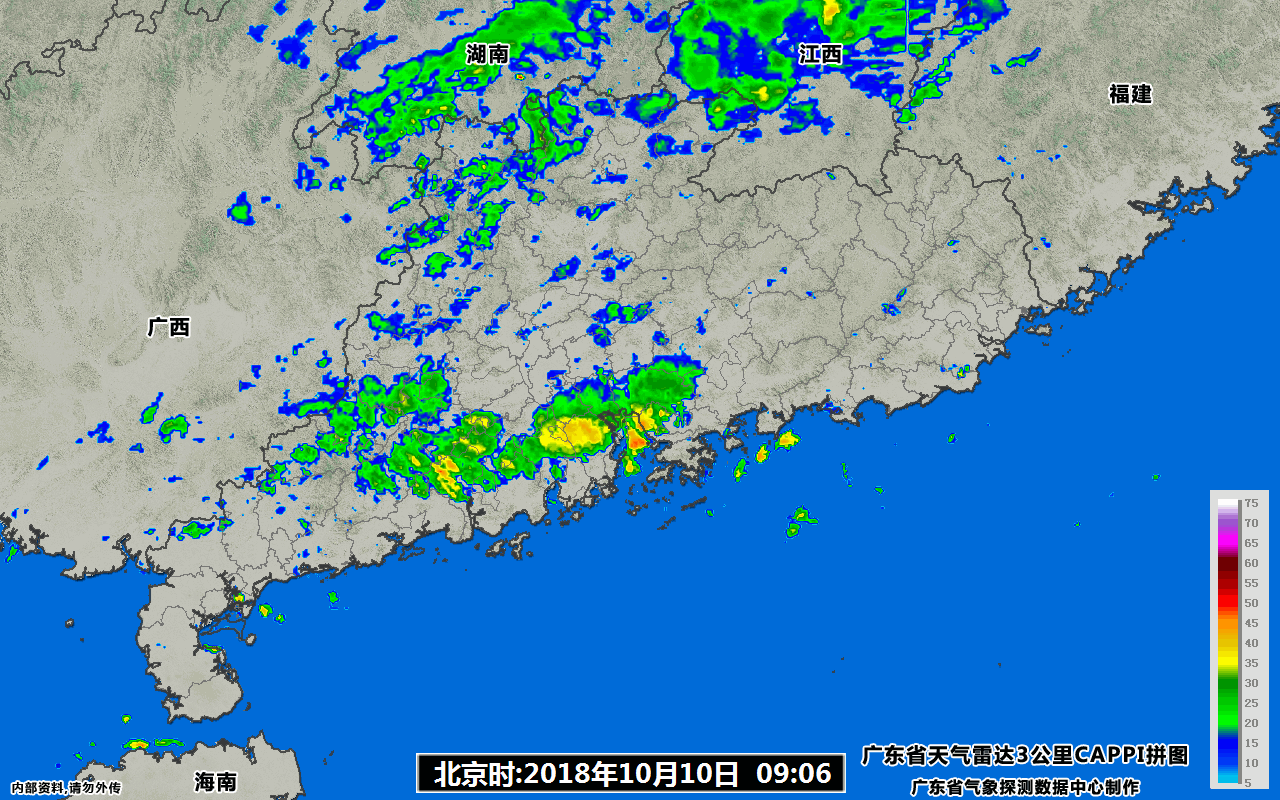 湖南
江西
福建
广西
75
70
65
60
55
50
45
40
35
30
25
20
15
10
5
广东省天气雷达3公里CAPPI拼图
北京时:2018年10月10日 09:06
海南
内部资料,请勿外传
广东省气象探测数据中心制作